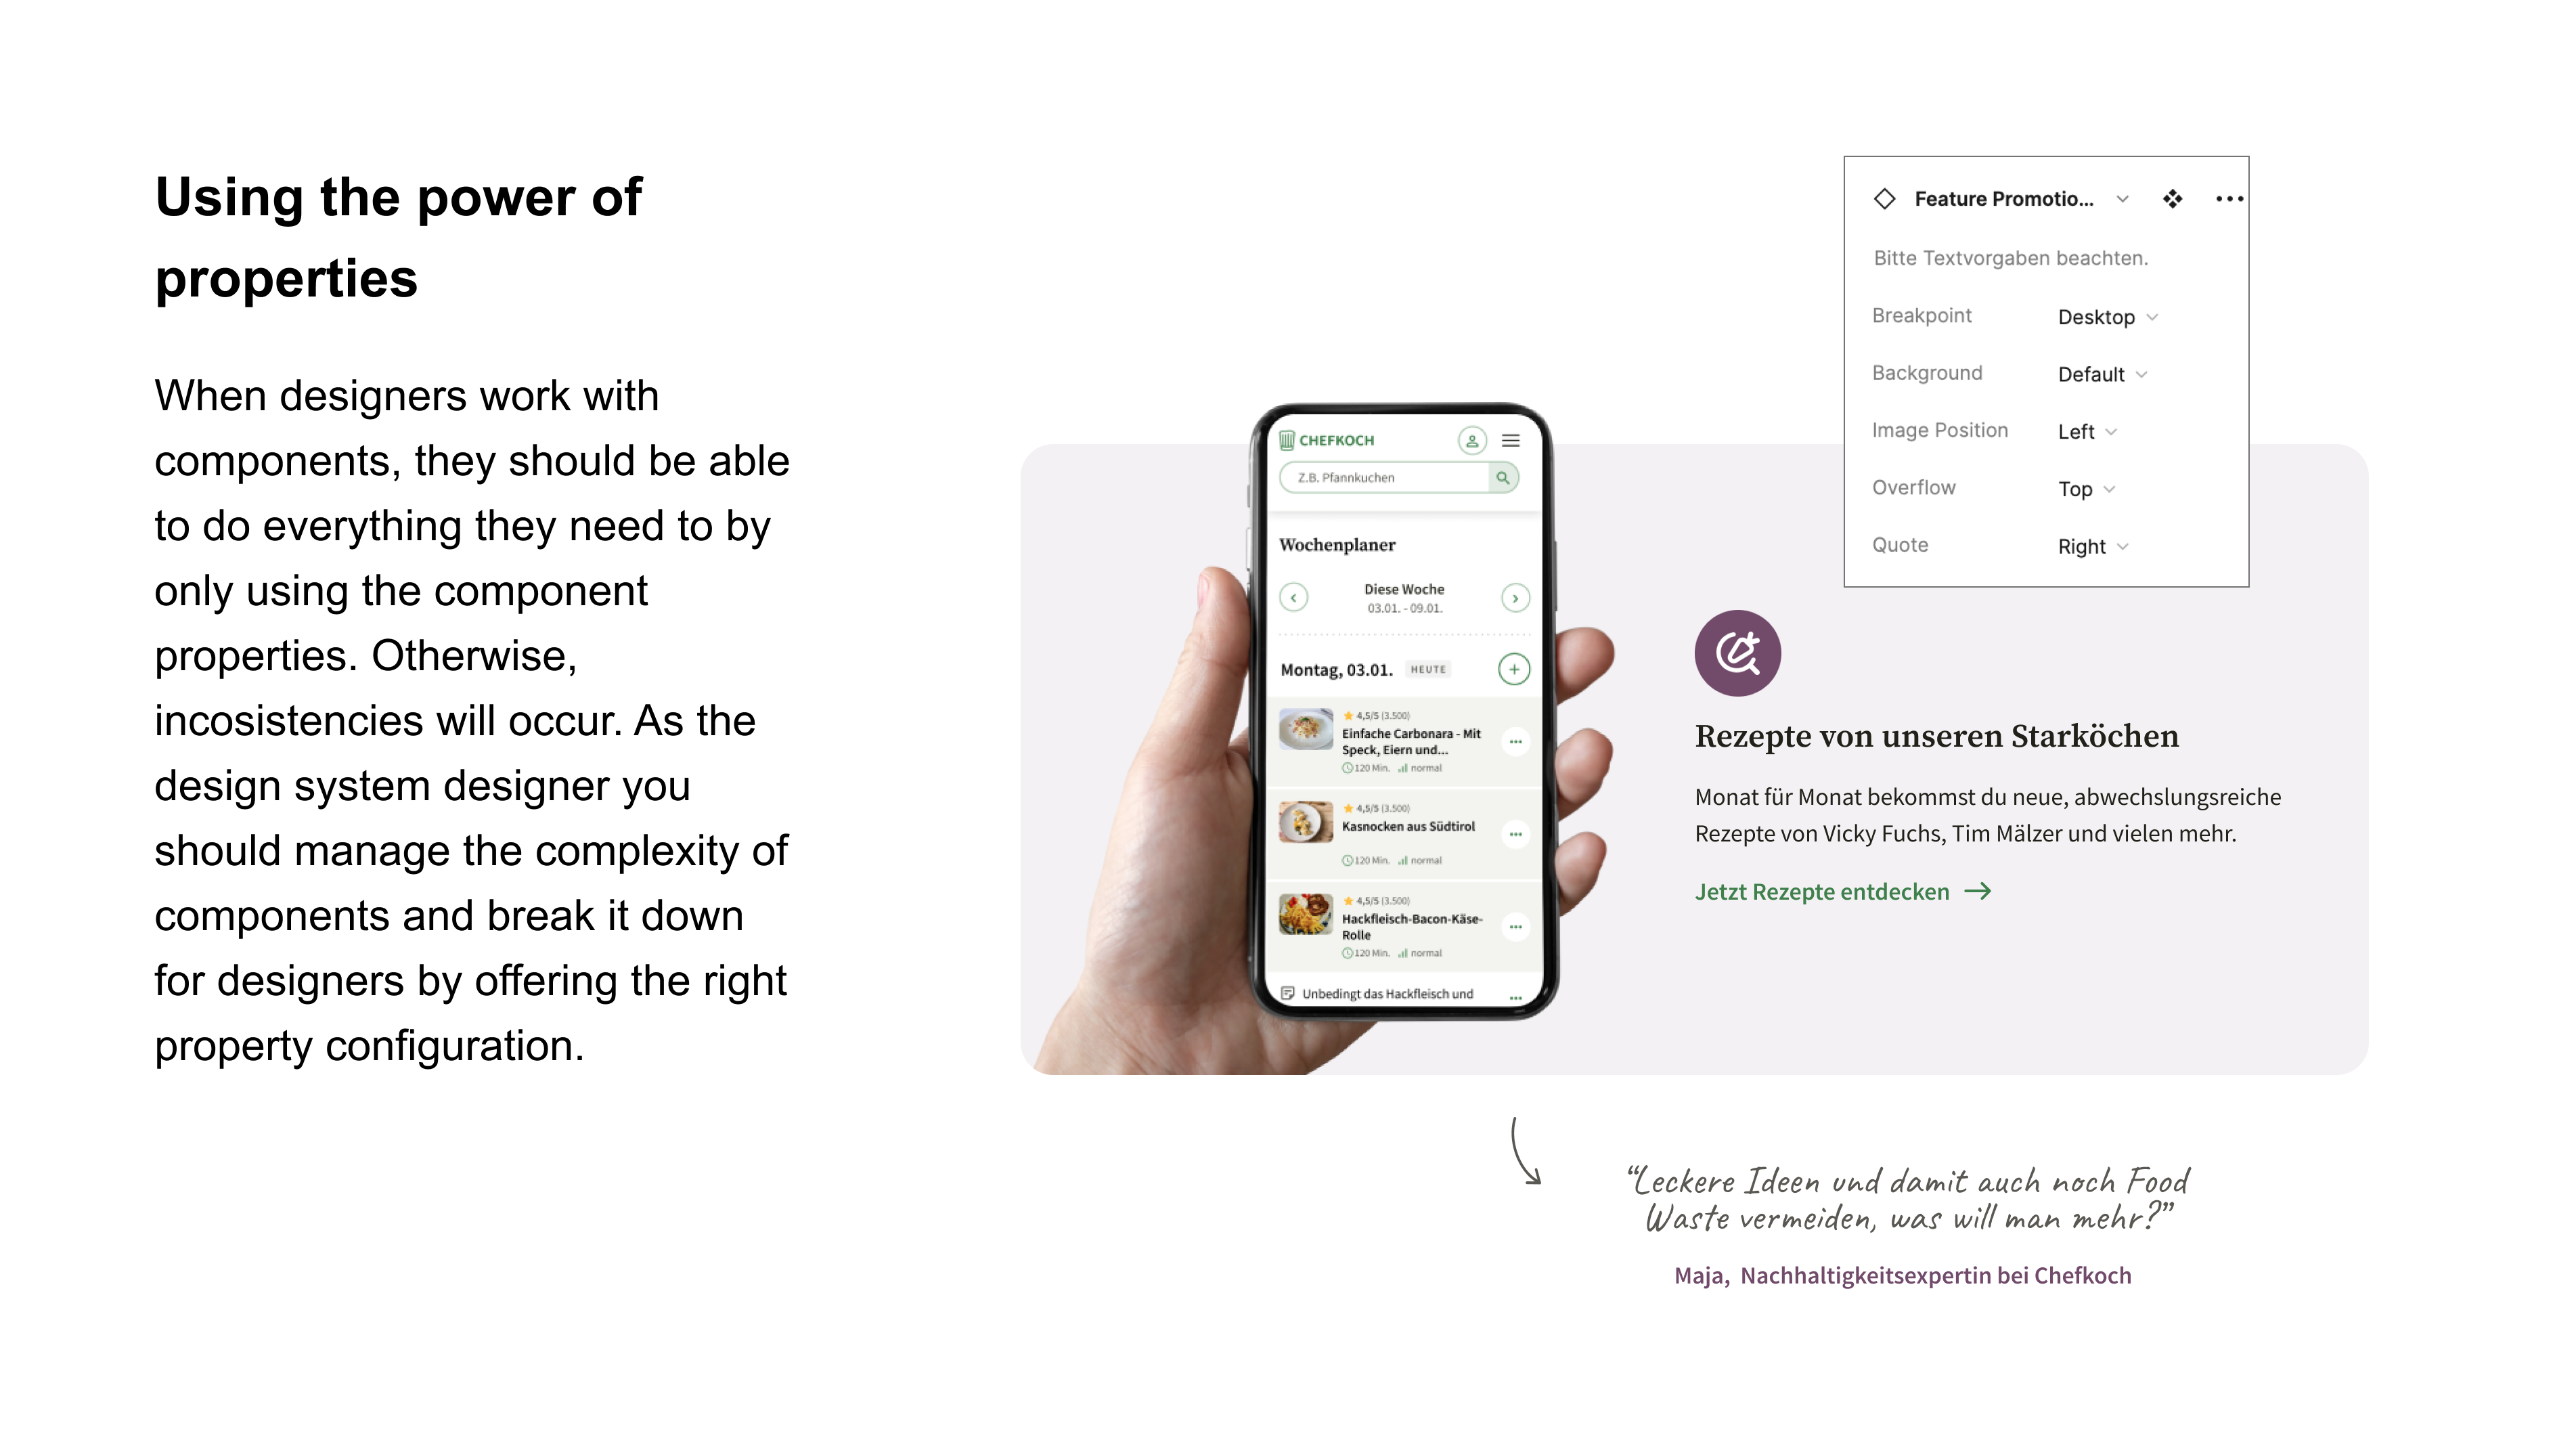 Using the power of
properties
When designers work with
components, they should be able
to do everything they need to by
only using the component
properties. Otherwise,
incosistencies will occur. As the
design system designer you
should manage the complexity of
components and break it down
for designers by offering the right
property configuration.
Feature Promotio...
Bitte Textvorgaben beachten.
Breakpoint Desktop
Background Default
Image Position Left
Overflow Top
Quote Right
CHEFKOCH
Z.B. Pfannkuchen
Wochenplaner
Diese Woche
03.01. - 09.01.
Montag, 03.01. HEUTE
4,5/5 (3.500)
Einfache Carbonara - Mit
Speck, Eiern und...
120 Min. normal
4,5/5 (3.500)
Kasnocken aus Südtirol
120 Min. normal
4,5/5 (3.500)
Hackfleisch-Bacon-Käse-
Rolle
120 Min. normal
Unbedingt das Hackfleisch und
Rezepte von unseren Starköchen
Monat für Monat bekommst du neue, abwechslungsreiche
Rezepte von Vicky Fuchs, Tim Mälzer und vielen mehr.
Jetzt Rezepte entdecken →
“Leckere Ideen und damit auch noch Food
Waste vermeiden, was will man mehr?”
Maja, Nachhaltigkeitsexpertin bei Chefkoch